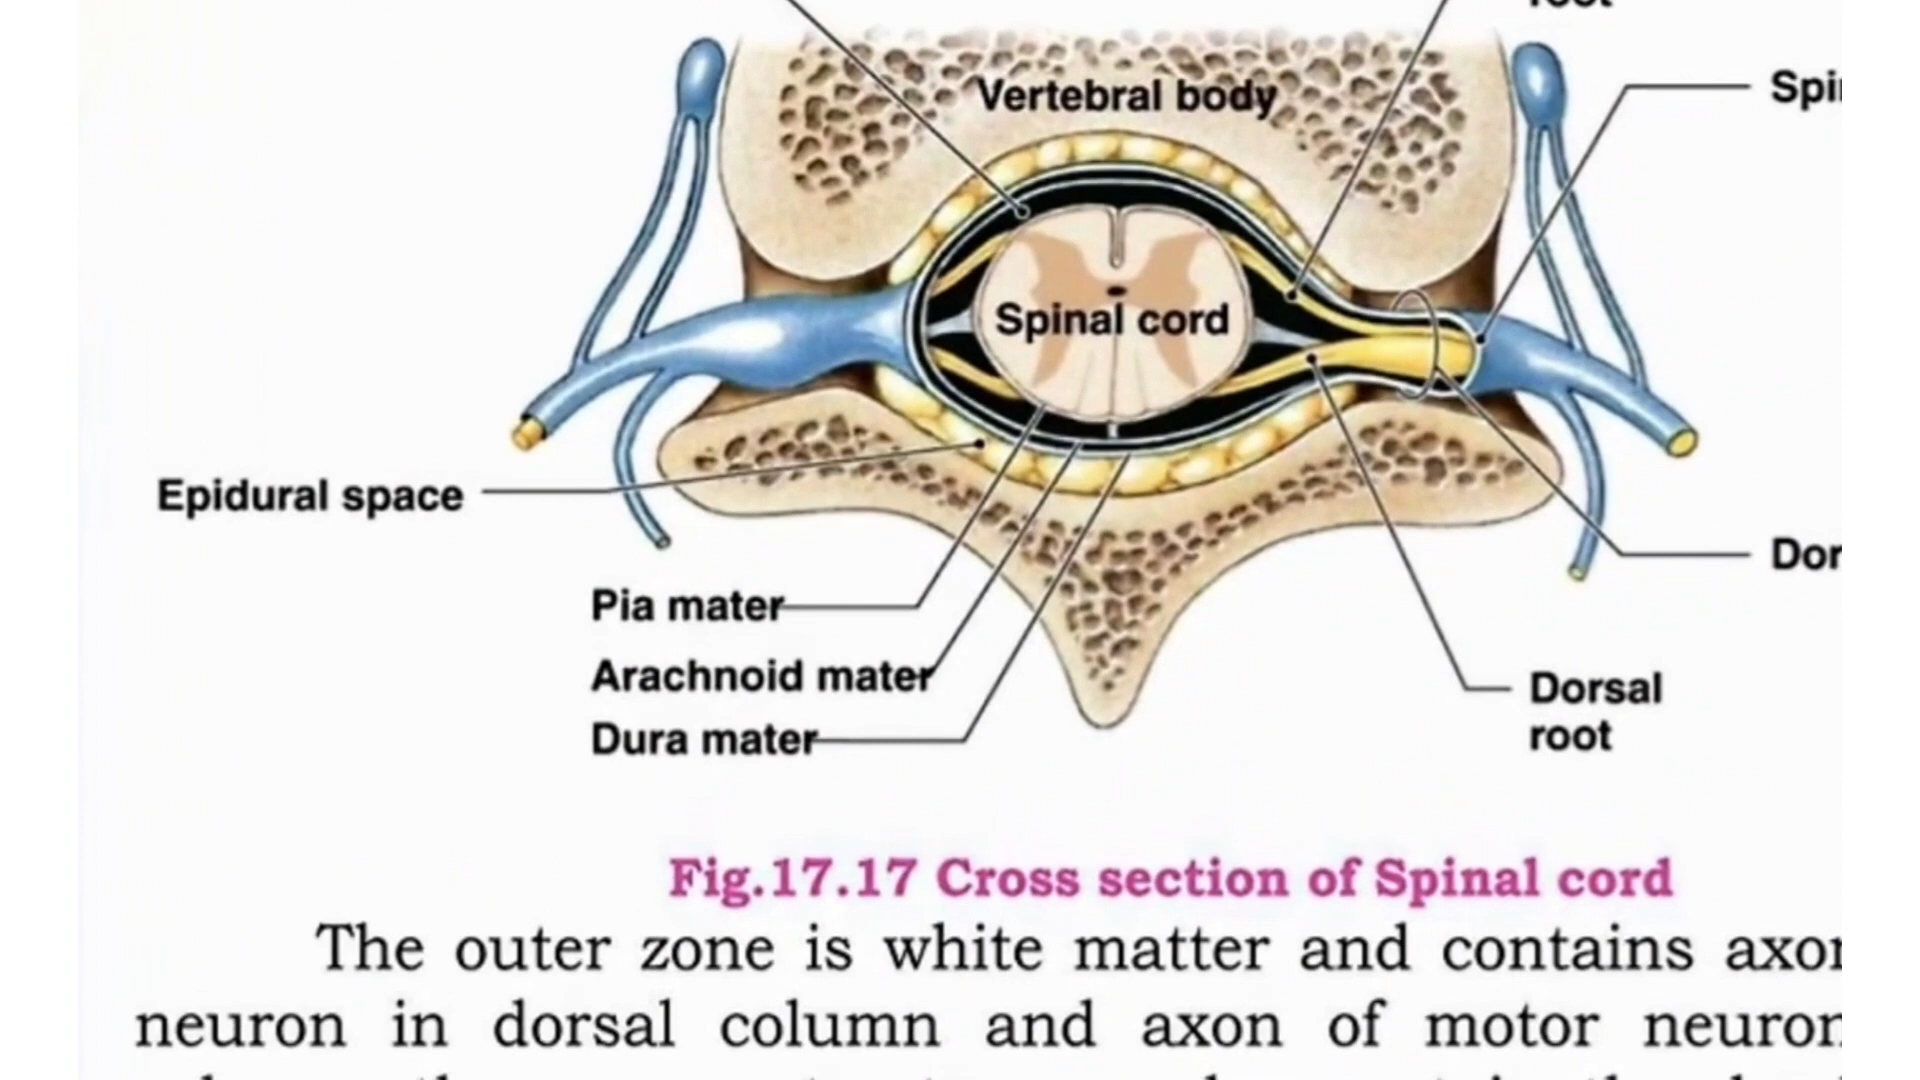 root
Vertebral body
Spinal cord
Epidural space
Pia mater
Arachnoid mater
Dura mater
Dorsal
root
Fig.17.17 Cross section of Spinal cord
The outer zone is white matter and contains
neuron in dorsal column and axon of motor neuron